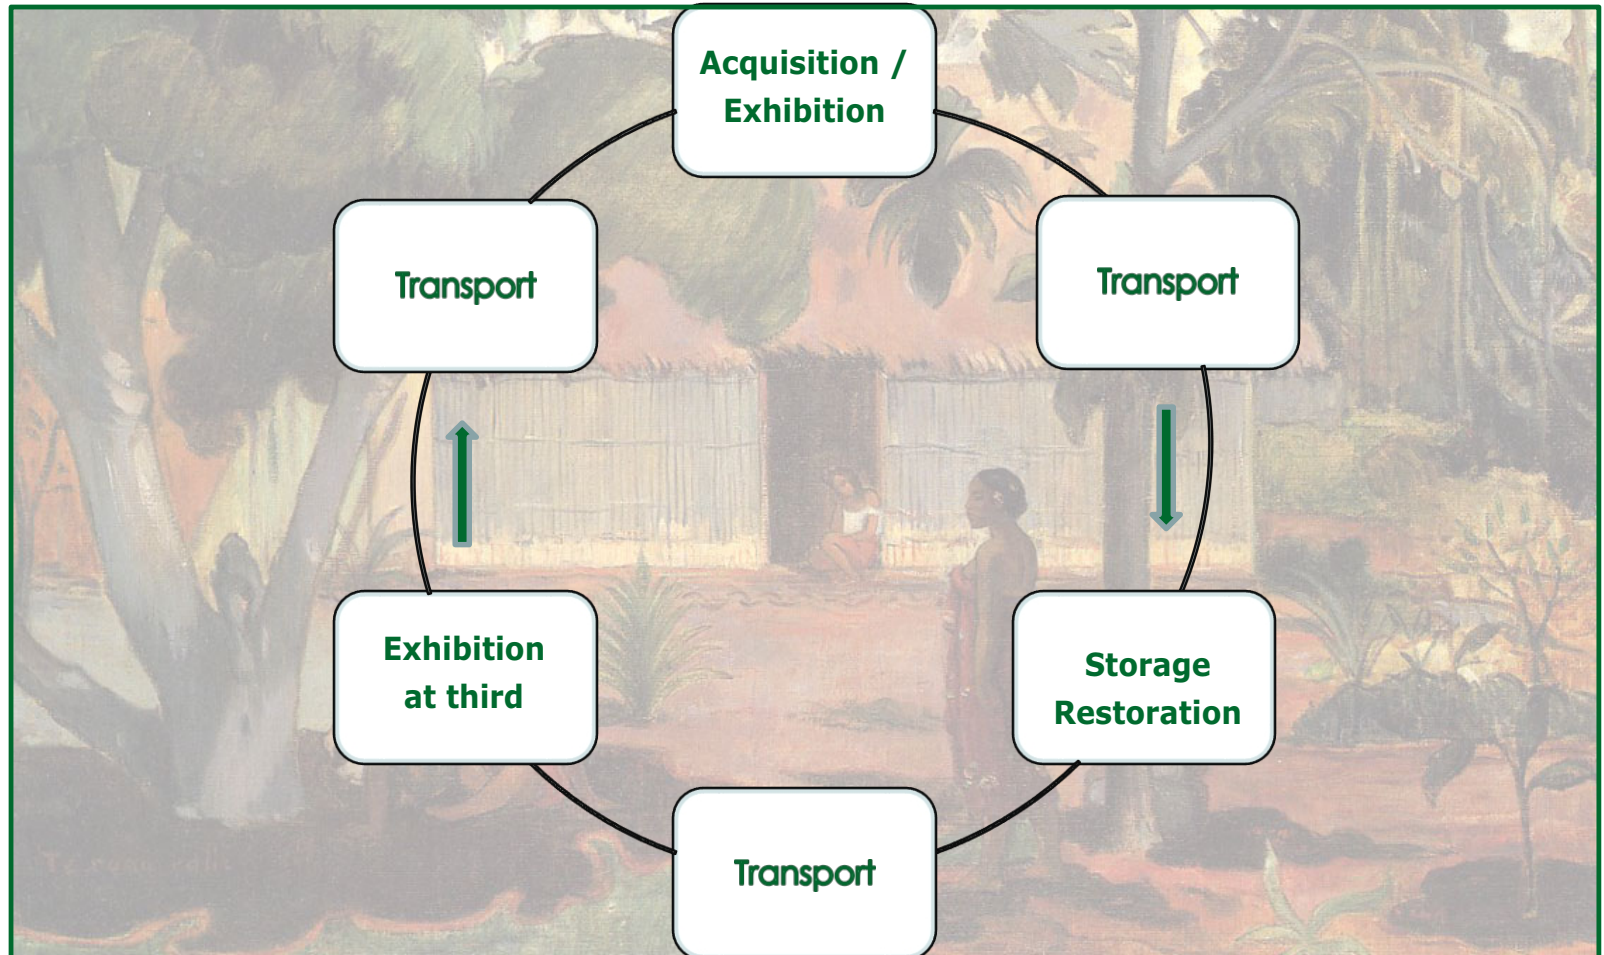 Acquisition /
Exhibition
Transport
Transport
Exhibition
at third
Storage
Restoration
Transport